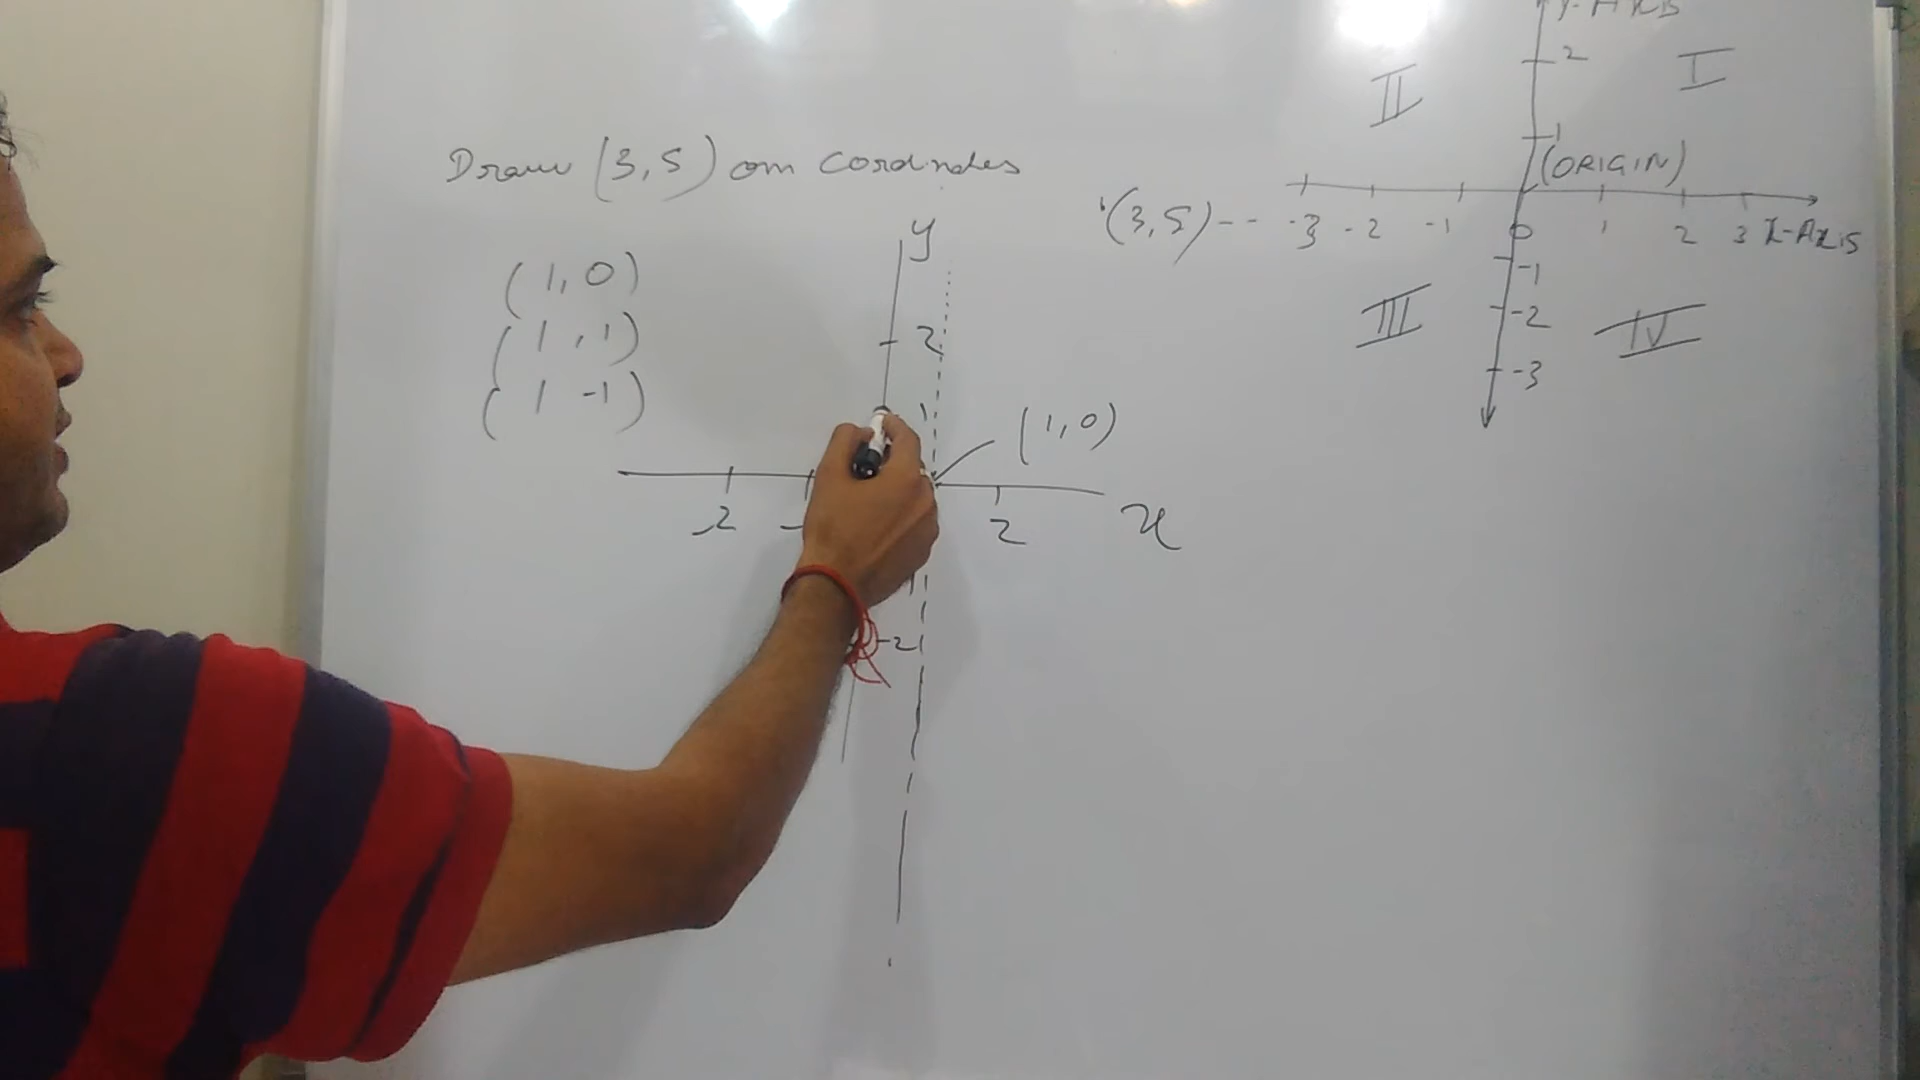 Draw (3,5) on Cordnates
(1,0)
(1,1)
(1 -1)
y
2
1
(1,0)
-2 2
x
-2
Y-AXIS
II I
2
1
(ORIGIN)
(3,5)-- -3 -2 -1 0 1 2 3 X-AXIS
-1
III -2 IV
-3